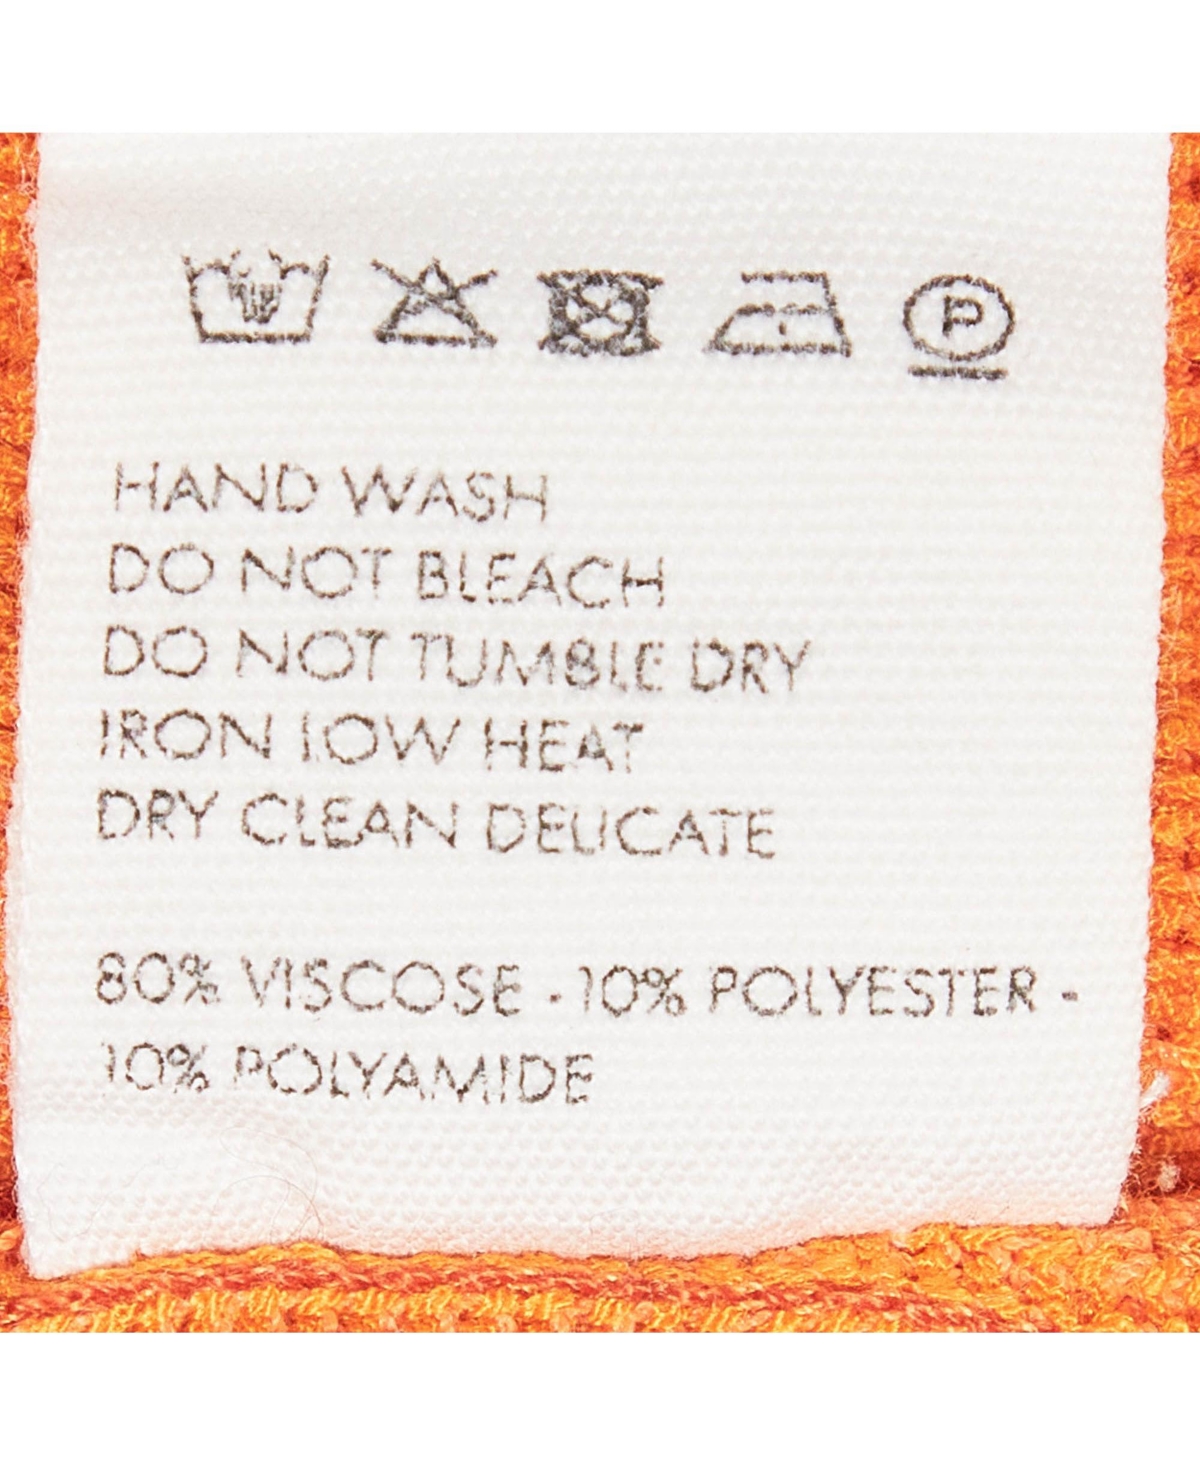 P
HAND WASH
DO NOT BLEACH
DO NOT TUMBLE DRY
IRON LOW HEAT
DRY CLEAN DELICATE
80% VISCOSE - 10% POLYESTER -
10% POLYAMIDE